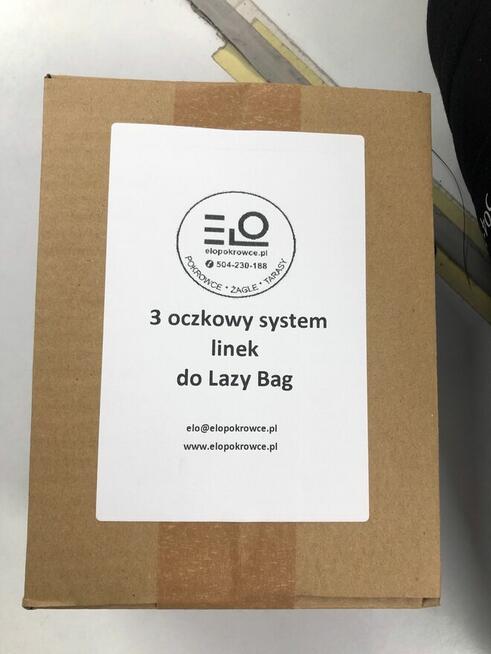 ELO
elopokrowce.pl
504-230-188
POKROWCE * ŻAGLE * TARASY
3 oczkowy system
linek
do Lazy Bag
elo@elopokrowce.pl
www.elopokrowce.pl